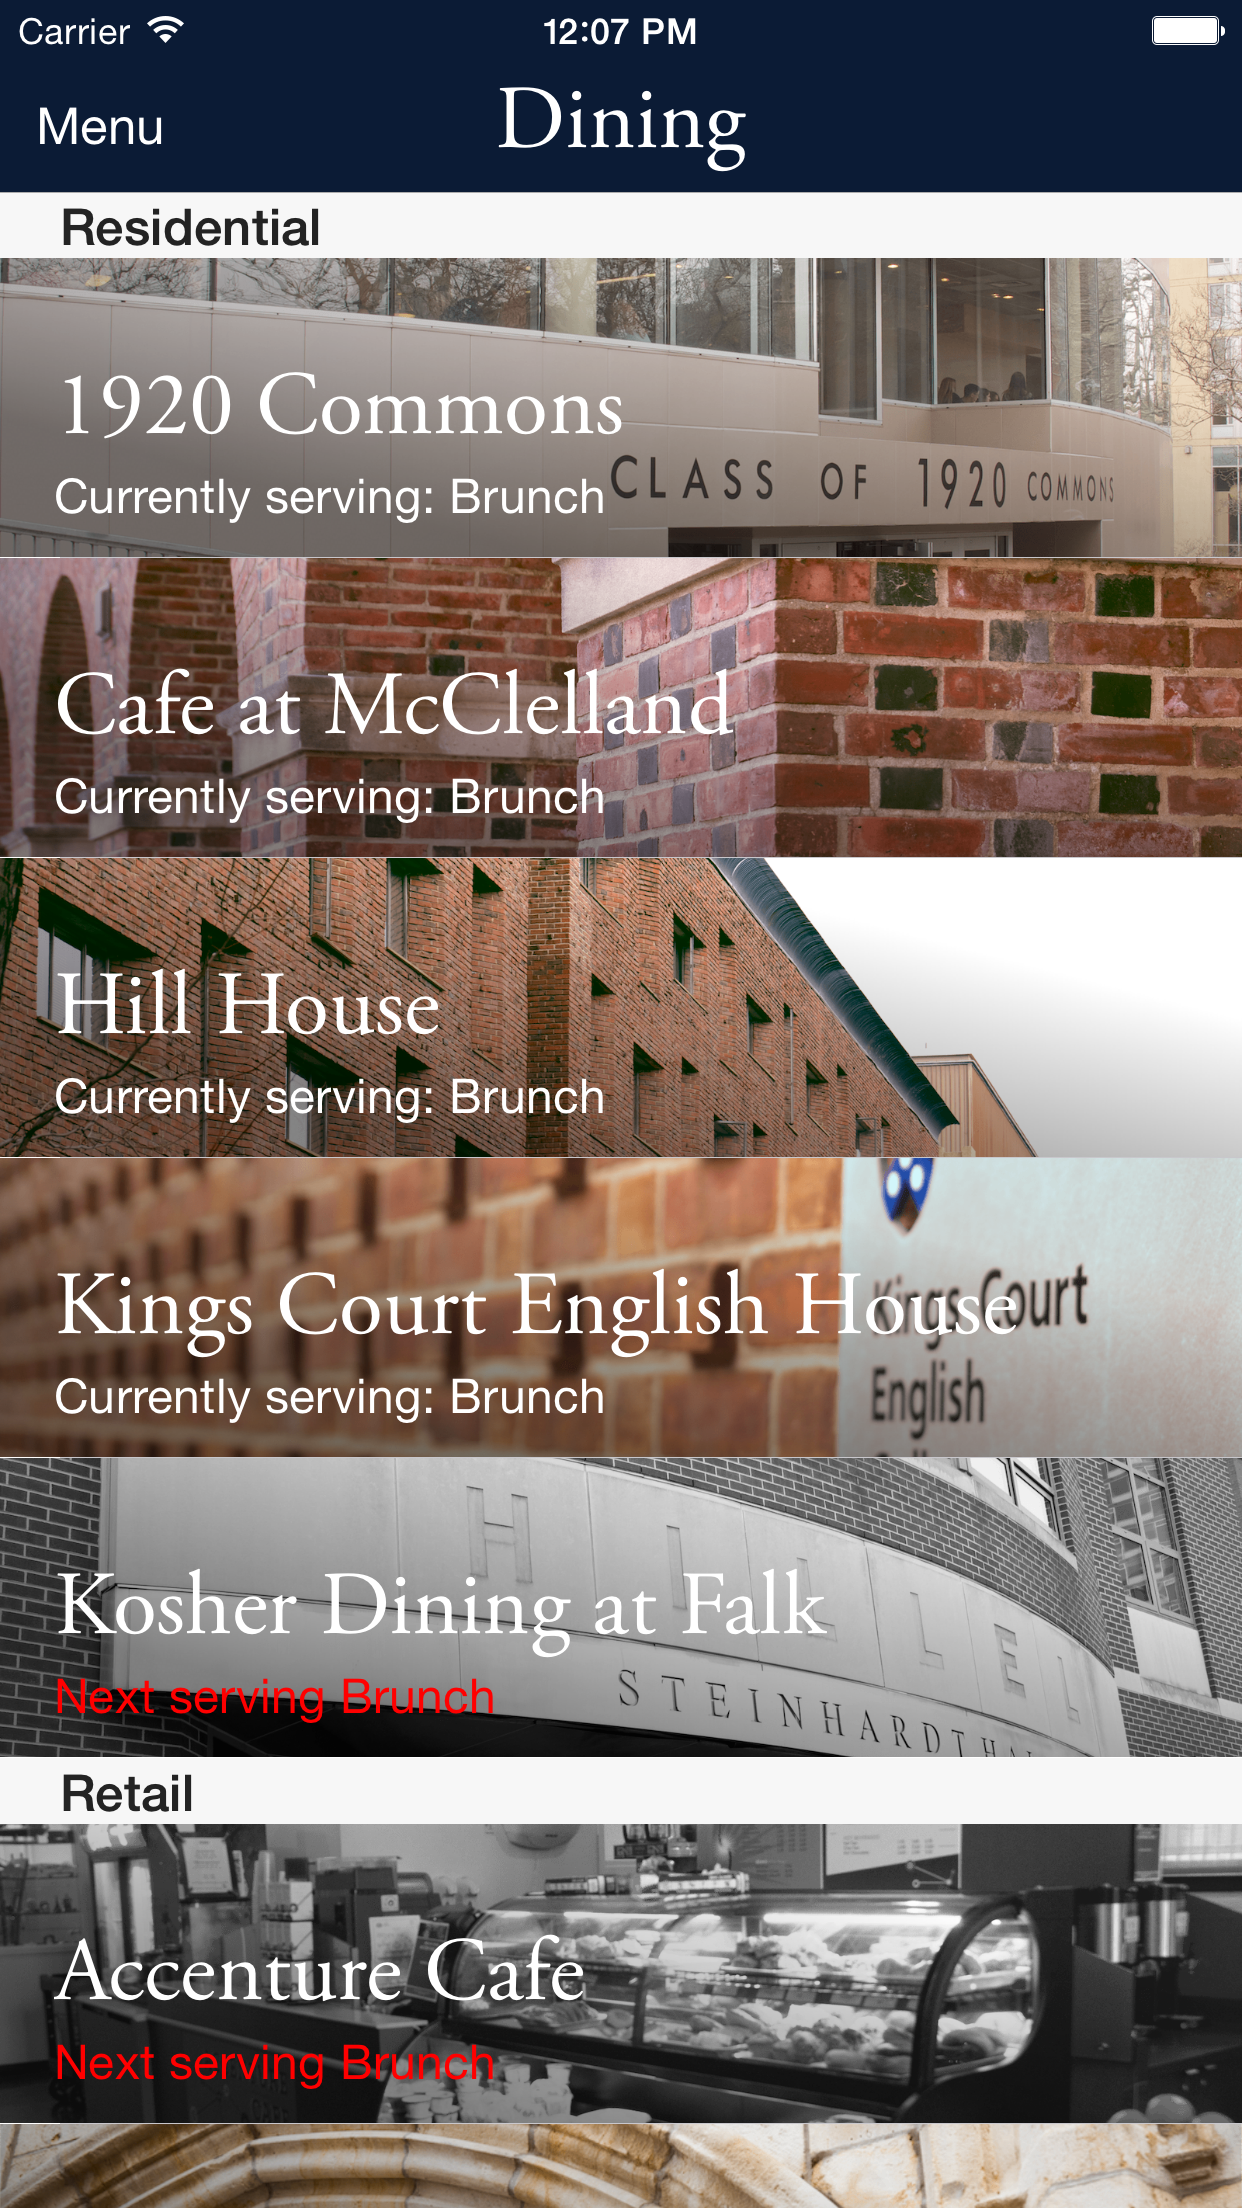 Carrier
12:07 PM
Menu
Dining
Residential
1920 Commons
CLASS OF 1920 COMMONS
Currently serving: Brunch
Cafe at McClelland
Currently serving: Brunch
Hill House
Currently serving: Brunch
Kings Court English House
Kings Court
English
Currently serving: Brunch
HILLEL
Kosher Dining at Falk
STEINHARDT
Next serving Brunch
Retail
Accenture Cafe
Next serving Brunch